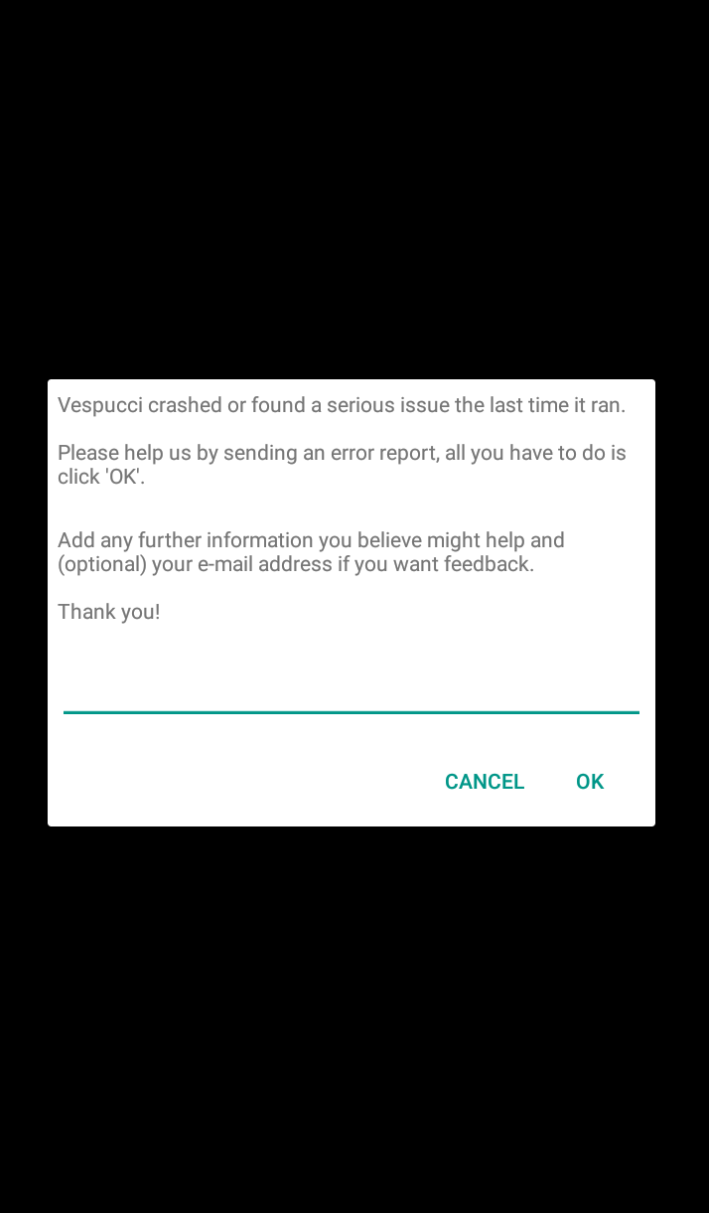 Vespucci crashed or found a serious issue the last time it ran.
Please help us by sending an error report, all you have to do is
click 'OK'.
Add any further information you believe might help and
(optional) your e-mail address if you want feedback.
Thank you!
CANCEL OK